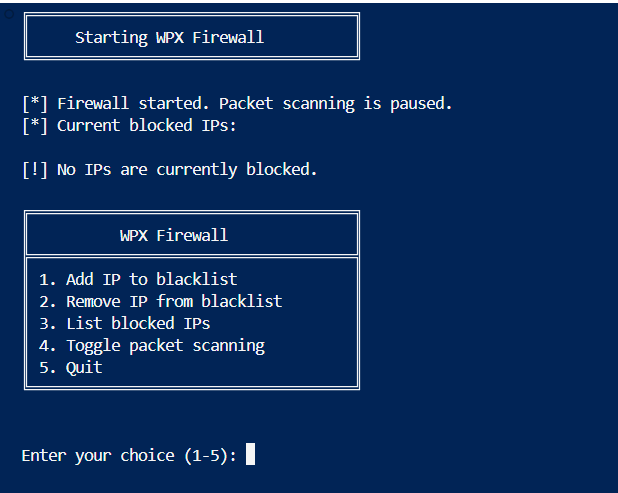 Starting WPX Firewall
[*] Firewall started. Packet scanning is paused.
[*] Current blocked IPs:
[!] No IPs are currently blocked.
WPX Firewall
1. Add IP to blacklist
2. Remove IP from blacklist
3. List blocked IPs
4. Toggle packet scanning
5. Quit
Enter your choice (1-5):